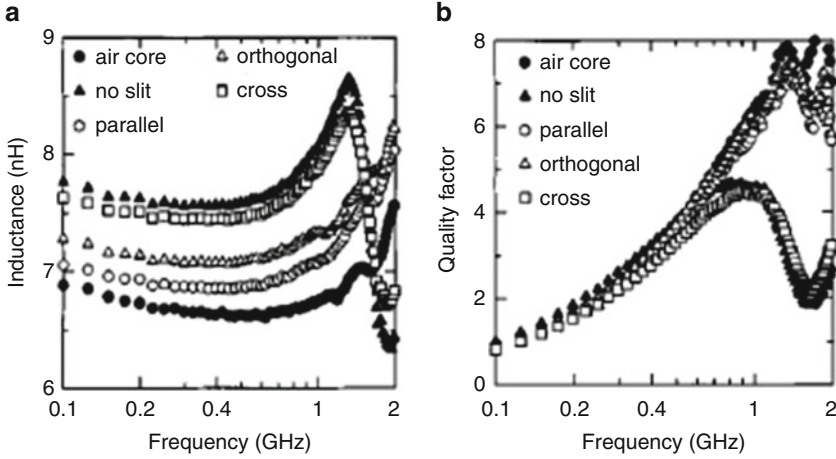 a
9
8
7
6
Inductance (nH)
air core
no slit
parallel
orthogonal
cross
0.1
0.2
0.4
1
2
Frequency (GHz)
b
8
6
4
2
0
Quality factor
air core
no slit
parallel
orthogonal
cross
0.1
0.2
0.4
1
2
Frequency (GHz)